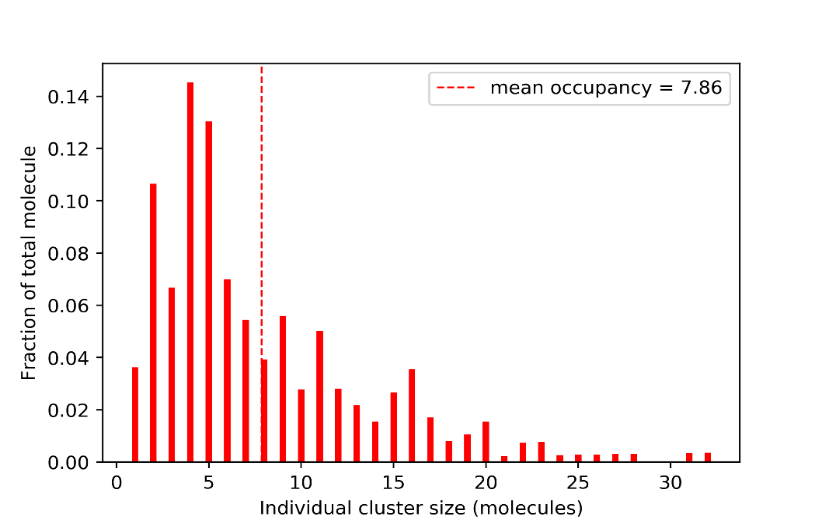 mean occupancy = 7.86
0.14
0.12
0.10
0.08
0.06
0.04
0.02
0.00
Fraction of total molecule
0 5 10 15 20 25 30
Individual cluster size (molecules)